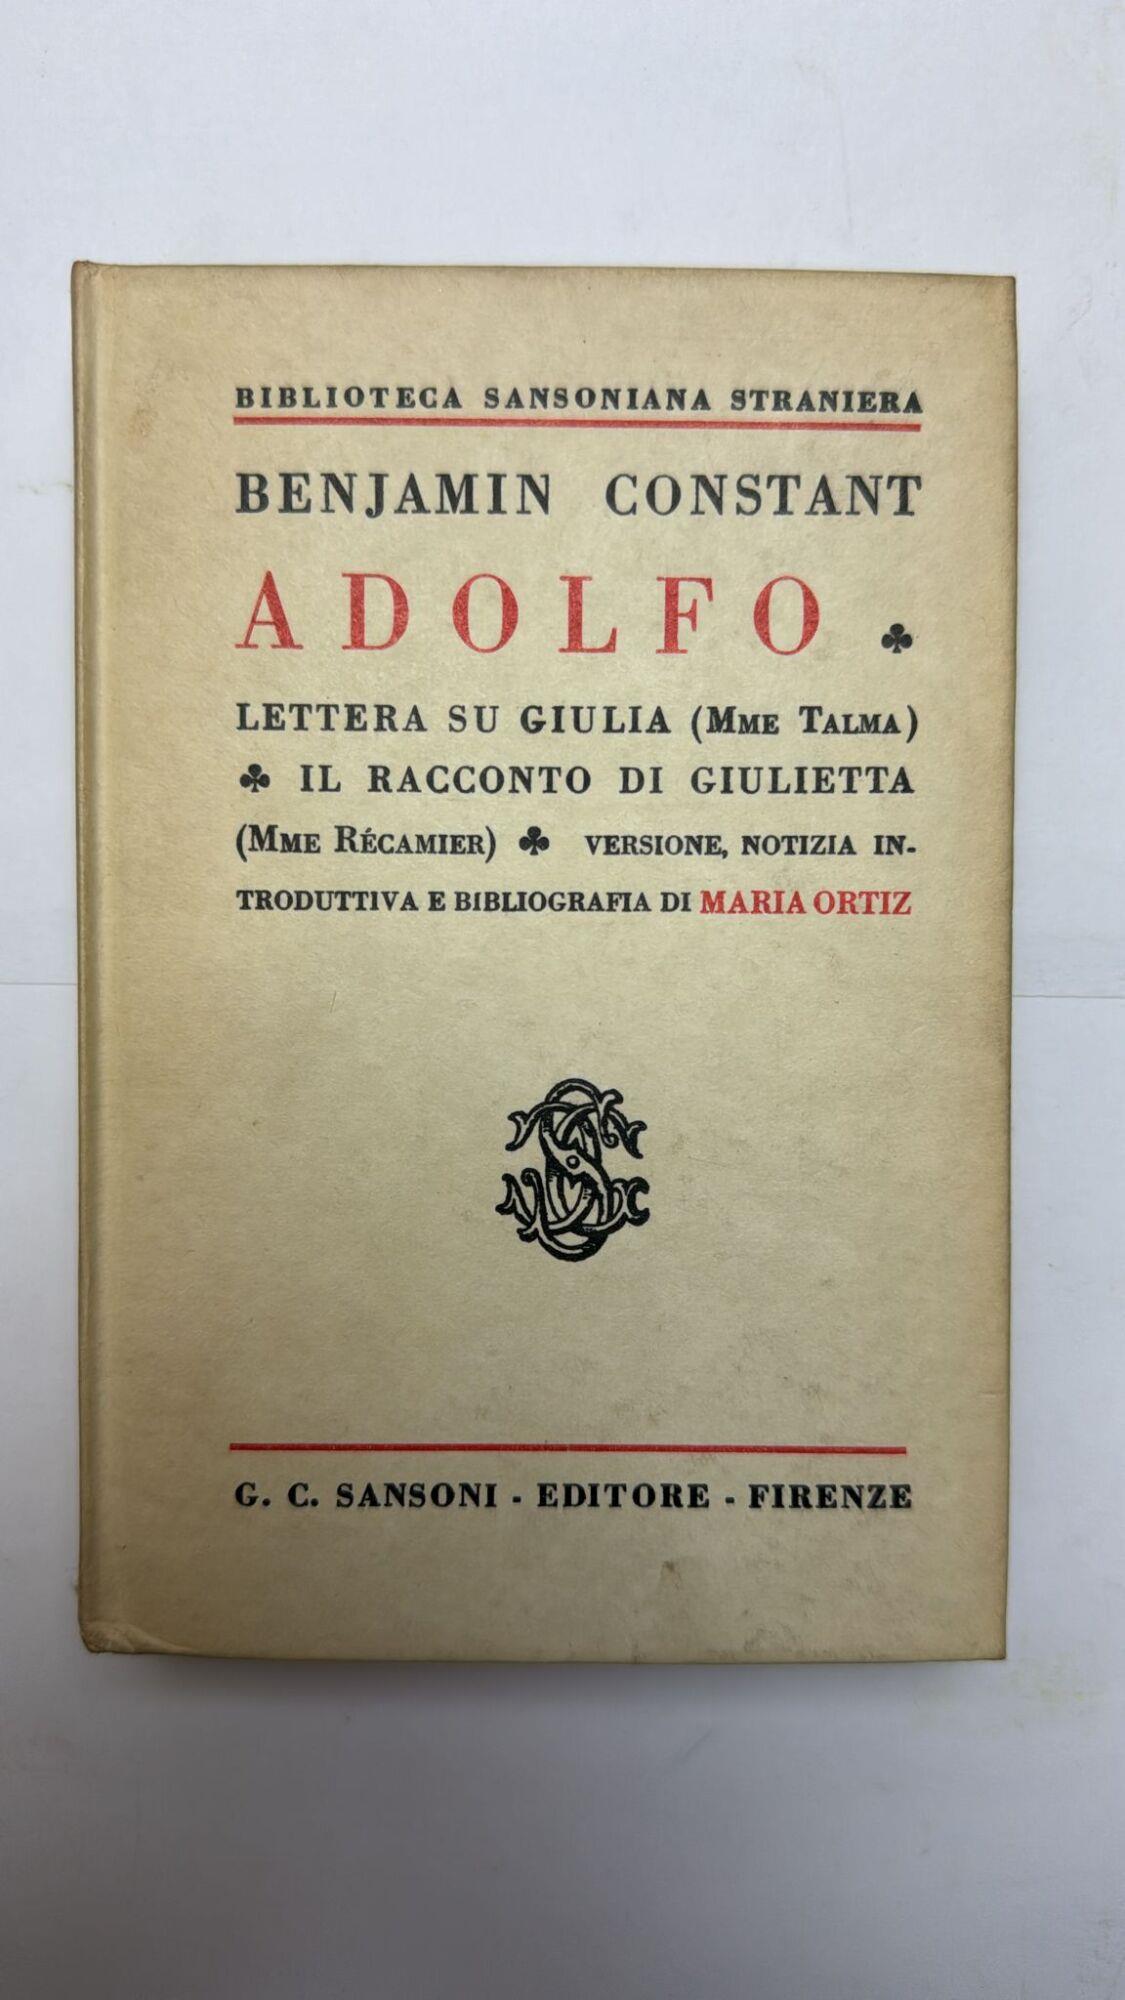 BIBLIOTECA SANSONIANA STRANIERA
BENJAMIN CONSTANT
ADOLFO ♣
LETTERA SU GIULIA (MME TALMA)
♣ IL RACCONTO DI GIULIETTA
(MME RÉCAMIER) ♣ VERSIONE, NOTIZIA IN-
TRODUTTIVA E BIBLIOGRAFIA DI MARIA ORTIZ
G. C. SANSONI - EDITORE - FIRENZE